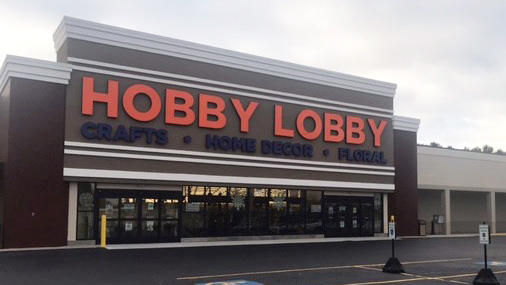 HOBBY LOBBY
CRAFTS • HOME DECOR • FLORAL